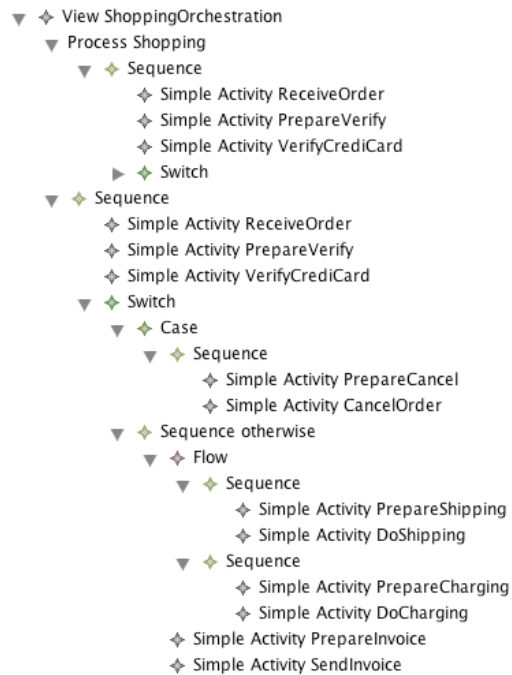 View ShoppingOrchestration
Process Shopping
Sequence
Simple Activity ReceiveOrder
Simple Activity PrepareVerify
Simple Activity VerifyCrediCard
Switch
Sequence
Simple Activity ReceiveOrder
Simple Activity PrepareVerify
Simple Activity VerifyCrediCard
Switch
Case
Sequence
Simple Activity PrepareCancel
Simple Activity CancelOrder
Sequence otherwise
Flow
Sequence
Simple Activity PrepareShipping
Simple Activity DoShipping
Sequence
Simple Activity PrepareCharging
Simple Activity DoCharging
Simple Activity PrepareInvoice
Simple Activity SendInvoice